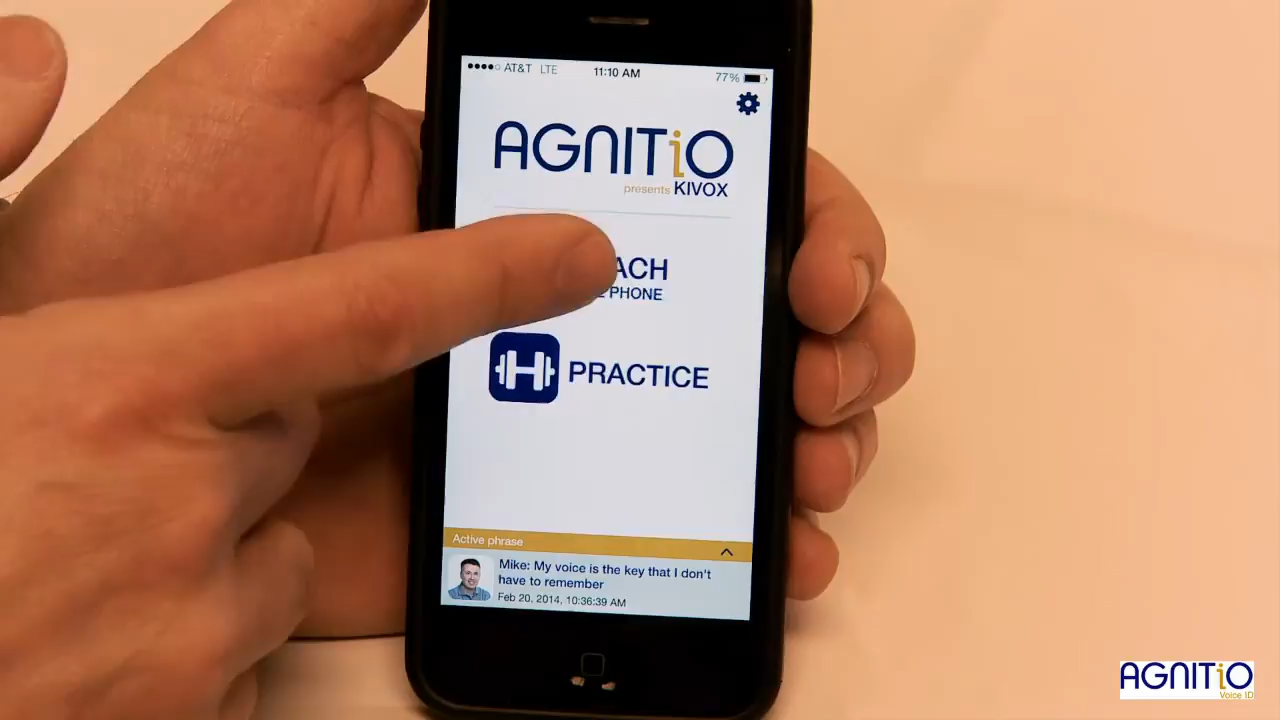 AT&T LTE 11:10 AM 77%
AGNITiO
presents KIVOX
PHONE
PRACTICE
Active phrase
Mike: My voice is the key that I don't
have to remember
Feb 20, 2014, 10:36:39 AM
AGNITiO
Voice ID